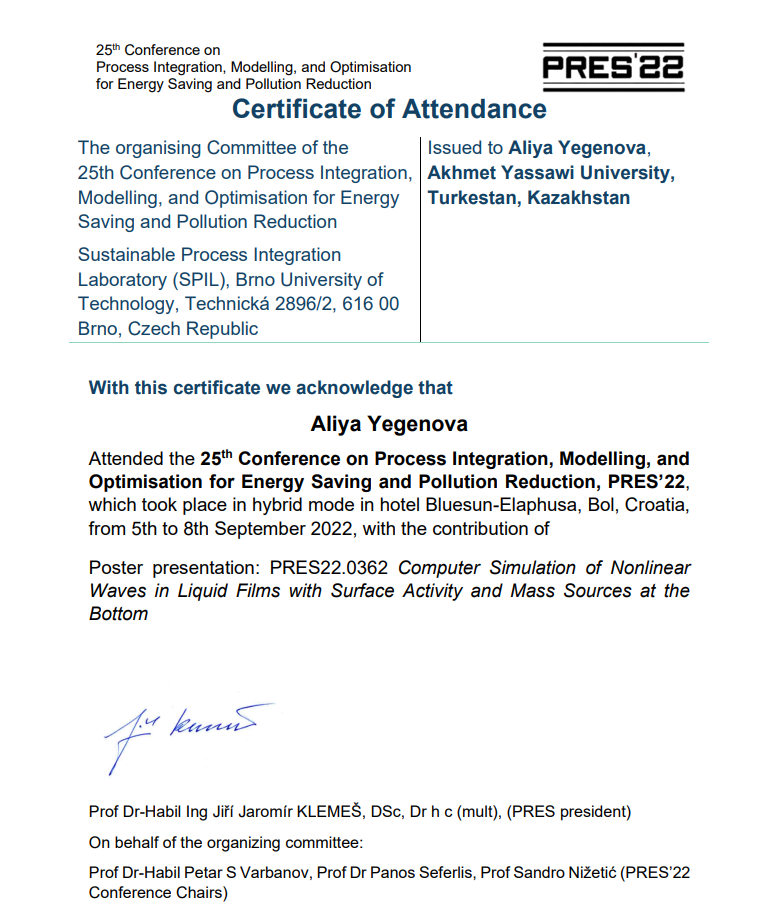 25th Conference on
Process Integration, Modelling, and Optimisation
for Energy Saving and Pollution Reduction
PRES'22
Certificate of Attendance
The organising Committee of the
25th Conference on Process Integration,
Modelling, and Optimisation for Energy
Saving and Pollution Reduction
Sustainable Process Integration
Laboratory (SPIL), Brno University of
Technology, Technická 2896/2, 616 00
Brno, Czech Republic
Issued to Aliya Yegenova,
Akhmet Yassawi University,
Turkestan, Kazakhstan
With this certificate we acknowledge that
Aliya Yegenova
Attended the 25th Conference on Process Integration, Modelling, and
Optimisation for Energy Saving and Pollution Reduction, PRES’22,
which took place in hybrid mode in hotel Bluesun-Elaphusa, Bol, Croatia,
from 5th to 8th September 2022, with the contribution of
Poster presentation: PRES22.0362 Computer Simulation of Nonlinear
Waves in Liquid Films with Surface Activity and Mass Sources at the
Bottom
Prof Dr-Habil Ing Jiří Jaromír KLEMEŠ, DSc, Dr h c (mult), (PRES president)
On behalf of the organizing committee:
Prof Dr-Habil Petar S Varbanov, Prof Dr Panos Seferlis, Prof Sandro Nižetić (PRES’22
Conference Chairs)